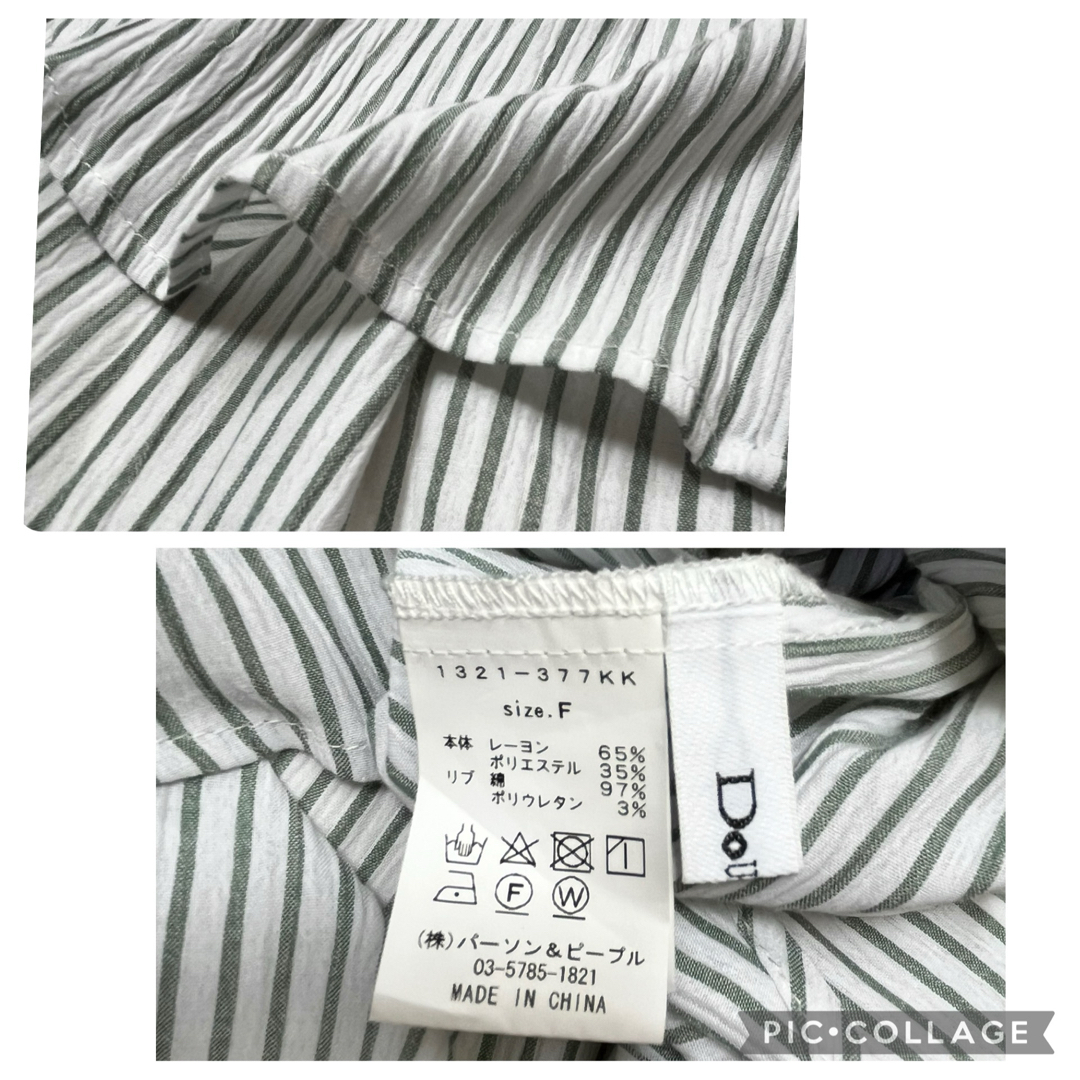 1321-377KK
size.F
本体 レーヨン 65%
ポリエステル 35%
リブ 綿 97%
ポリウレタン 3%
F W
(株)パーソン&ピープル
03-5785-1821
MADE IN CHINA
Dou
PIC•COLLAGE